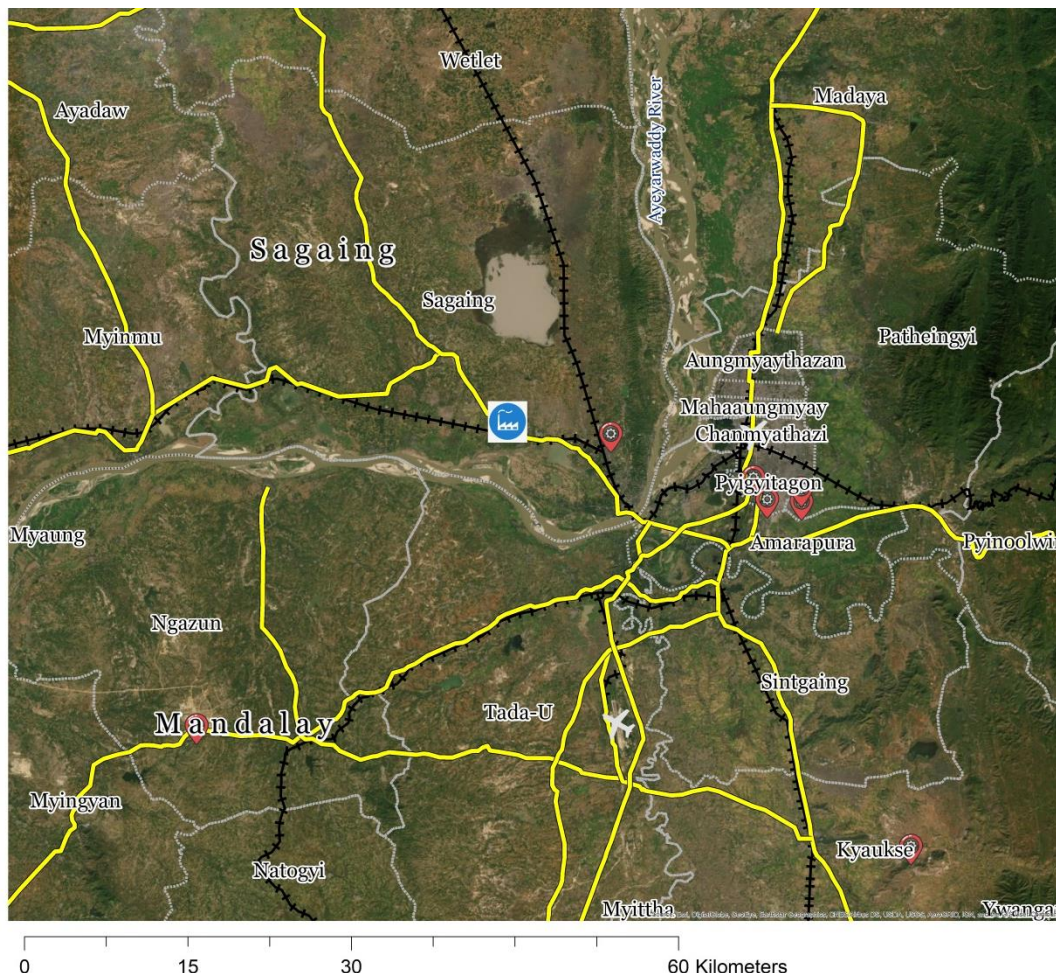 Wetlet
Ayadaw
Ayeyarwaddy River
Madaya
Sagaing
Sagaing
Myinmu
Patheingyi
Aungmyaythazan
Mahaaungmyay
Chanmyathazi
Pyigyitagon
Myaung
Amarapura
Pyinoolwin
Ngazun
Sintgaing
Mandalay
Tada-U
Myingyan
Kyaukse
Natogyi
Myittha
Ywangan
0 15 30 60 Kilometers